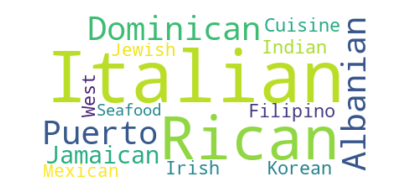 Dominican
Cuisine
Jewish
Indian
Italian
Albanian
West
Seafood
Filipino
Puerto
Rican
Jamaican
Mexican
Irish
Korean